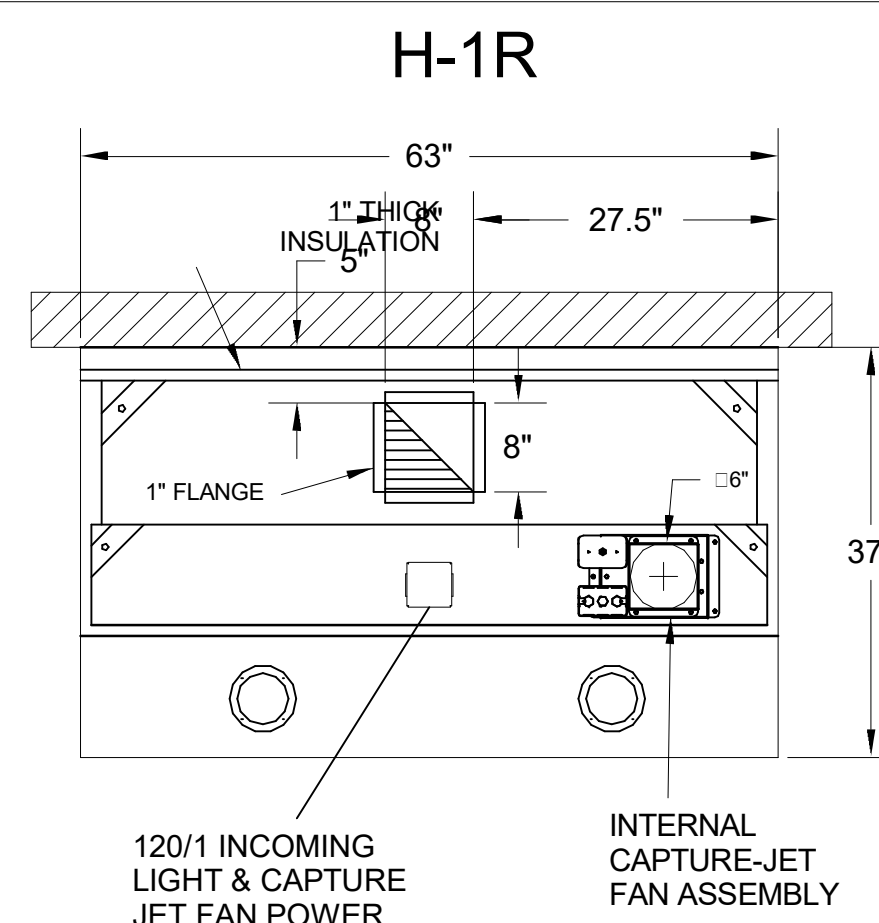 H-1R
63"
1" THICK
8"
27.5"
INSULATION
5"
8"
1" FLANGE
□6"
37
120/1 INCOMING
LIGHT & CAPTURE
JET FAN POWER
INTERNAL
CAPTURE-JET
FAN ASSEMBLY